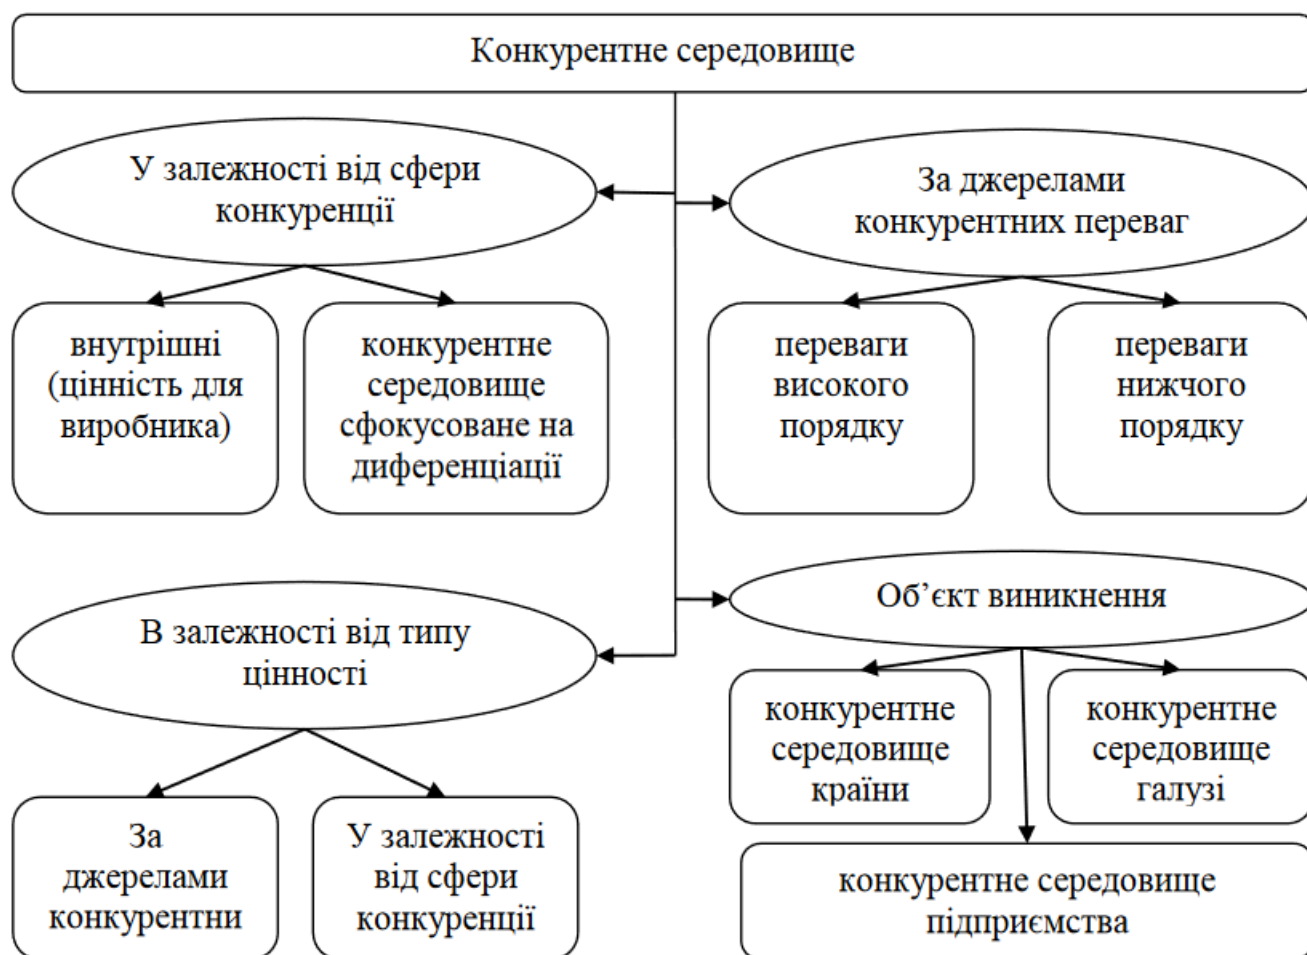 Конкурентне середовище
У залежності від сфери
конкуренції
За джерелами
конкурентних переваг
внутрішні
(цінність для
виробника)
конкурентне
середовище
сфокусоване на
диференціації
переваги
високого
порядку
переваги
нижчого
порядку
В залежності від типу
цінності
Об’єкт виникнення
За
джерелами
конкурентни
У залежності
від сфери
конкуренції
конкурентне
середовище
країни
конкурентне
середовище
галузі
конкурентне середовище
підприємства